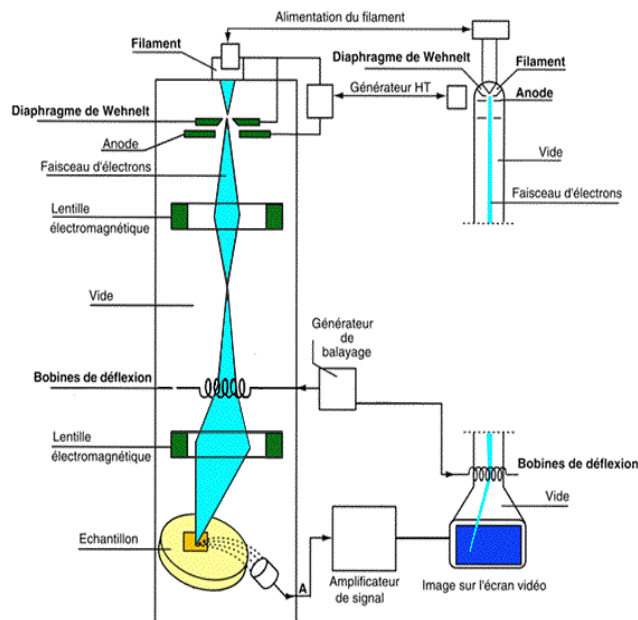 Alimentation du filament
Filament
Diaphragme de Wehnelt
Filament
Anode
Générateur HT
Diaphragme de Wehnelt
Anode
Vide
Faisceau d'électrons
Faisceau d'électrons
Lentille
électromagnétique
Vide
Générateur
de
balayage
Bobines de déflexion
Lentille
électromagnétique
Bobines de déflexion
Vide
Echantillon
A
Amplificateur
de signal
Image sur l'écran vidéo